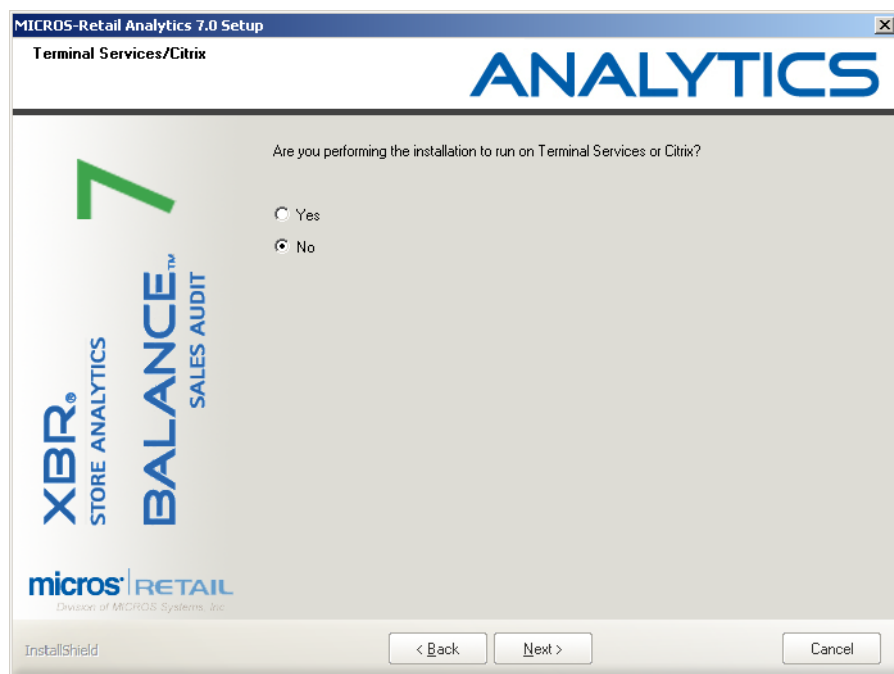 MICROS-Retail Analytics 7.0 Setup
Terminal Services/Citrix
ANALYTICS
Are you performing the installation to run on Terminal Services or Citrix?
Yes
No
7
XBR®
STORE ANALYTICS
BALANCE™
SALES AUDIT
micros® RETAIL
Division of MICROS Systems, Inc
InstallShield
< Back
Next >
Cancel